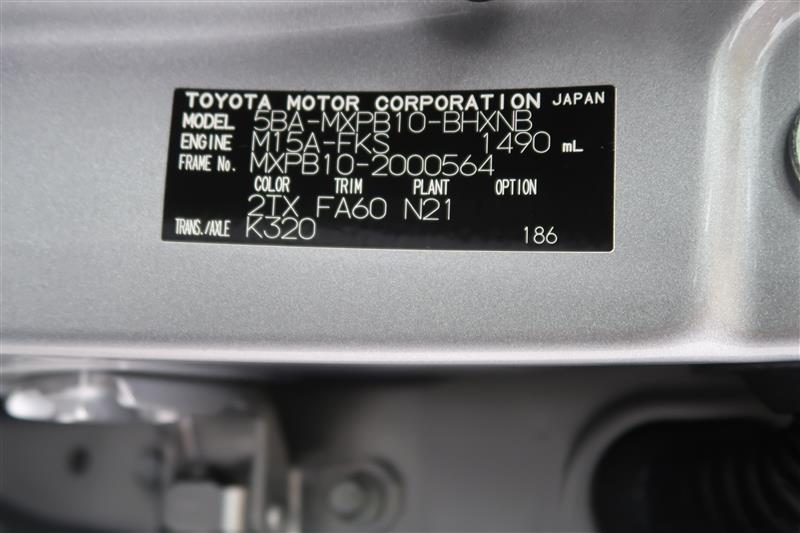 TOYOTA MOTOR CORPORATION JAPAN
MODEL 5BA-MXPB10-BHXNB
ENGINE M15A-FKS 1490 mL
FRAME No. MXPB10-2000564
COLOR TRIM PLANT OPTION
2TX FA60 N21
TRANS./AXLE K320 186